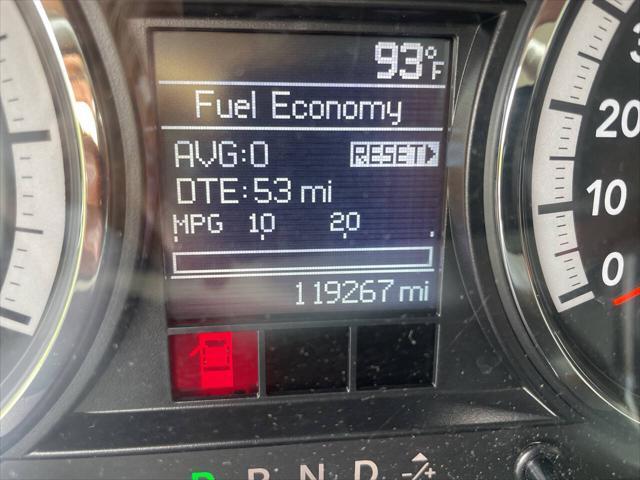 93°F
Fuel Economy
AVG:0 RESET
DTE:53 mi
MPG 10 20
119267 mi
20
10
0
P R N D -/+